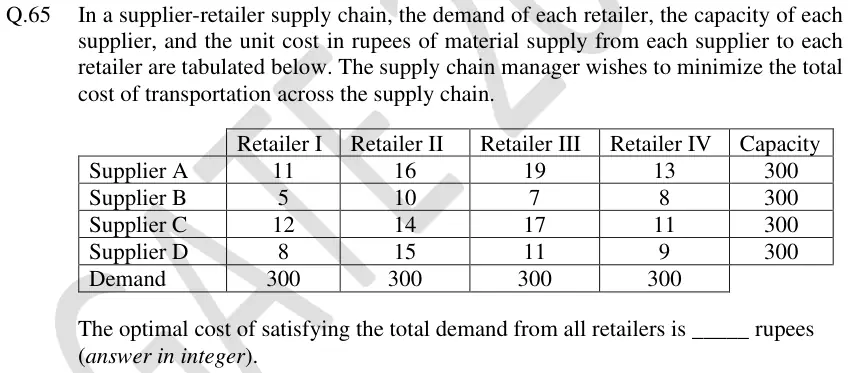 Q.65 In a supplier-retailer supply chain, the demand of each retailer, the capacity of each
supplier, and the unit cost in rupees of material supply from each supplier to each
retailer are tabulated below. The supply chain manager wishes to minimize the total
cost of transportation across the supply chain.
Retailer I Retailer II Retailer III Retailer IV Capacity
Supplier A 11 16 19 13 300
Supplier B 5 10 7 8 300
Supplier C 12 14 17 11 300
Supplier D 8 15 11 9 300
Demand 300 300 300 300
The optimal cost of satisfying the total demand from all retailers is _____ rupees
(answer in integer).